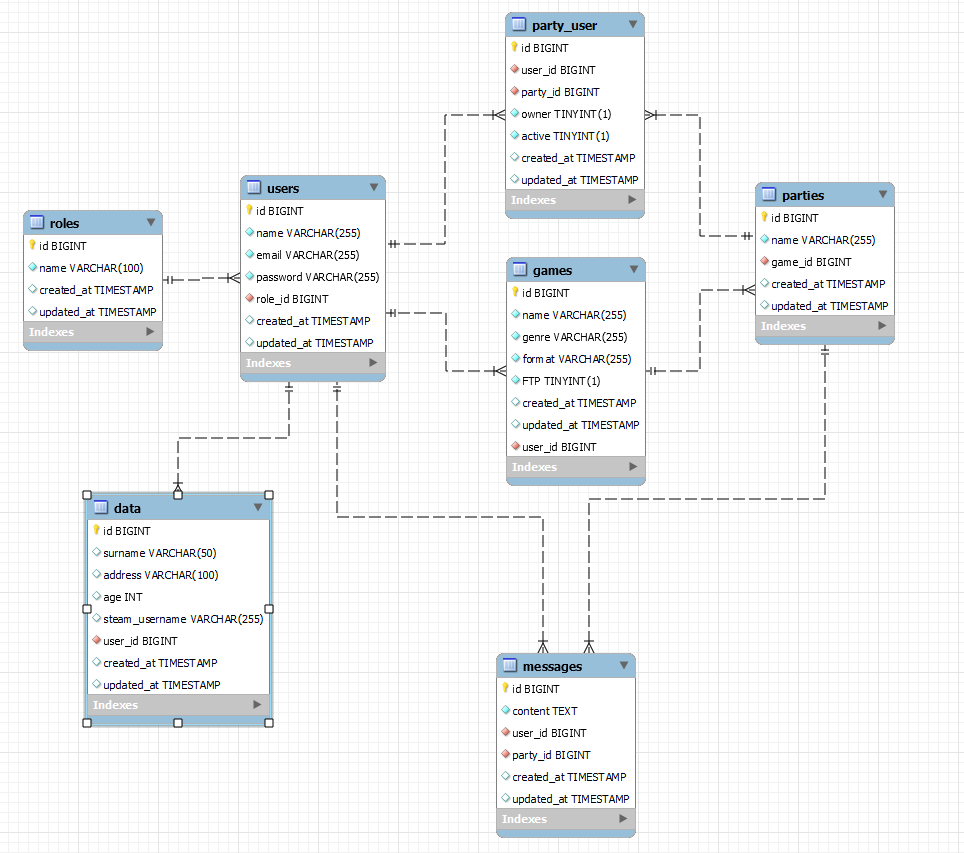 party_user
id BIGINT
user_id BIGINT
party_id BIGINT
owner TINYINT(1)
active TINYINT(1)
created_at TIMESTAMP
updated_at TIMESTAMP
Indexes
users
id BIGINT
name VARCHAR(255)
email VARCHAR(255)
password VARCHAR(255)
role_id BIGINT
created_at TIMESTAMP
updated_at TIMESTAMP
Indexes
parties
id BIGINT
name VARCHAR(255)
game_id BIGINT
created_at TIMESTAMP
updated_at TIMESTAMP
Indexes
roles
id BIGINT
name VARCHAR(100)
created_at TIMESTAMP
updated_at TIMESTAMP
Indexes
games
id BIGINT
name VARCHAR(255)
genre VARCHAR(255)
format VARCHAR(255)
FTP TINYINT(1)
created_at TIMESTAMP
updated_at TIMESTAMP
user_id BIGINT
Indexes
data
id BIGINT
surname VARCHAR(50)
address VARCHAR(100)
age INT
steam_username VARCHAR(255)
user_id BIGINT
created_at TIMESTAMP
updated_at TIMESTAMP
Indexes
messages
id BIGINT
content TEXT
user_id BIGINT
party_id BIGINT
created_at TIMESTAMP
updated_at TIMESTAMP
Indexes